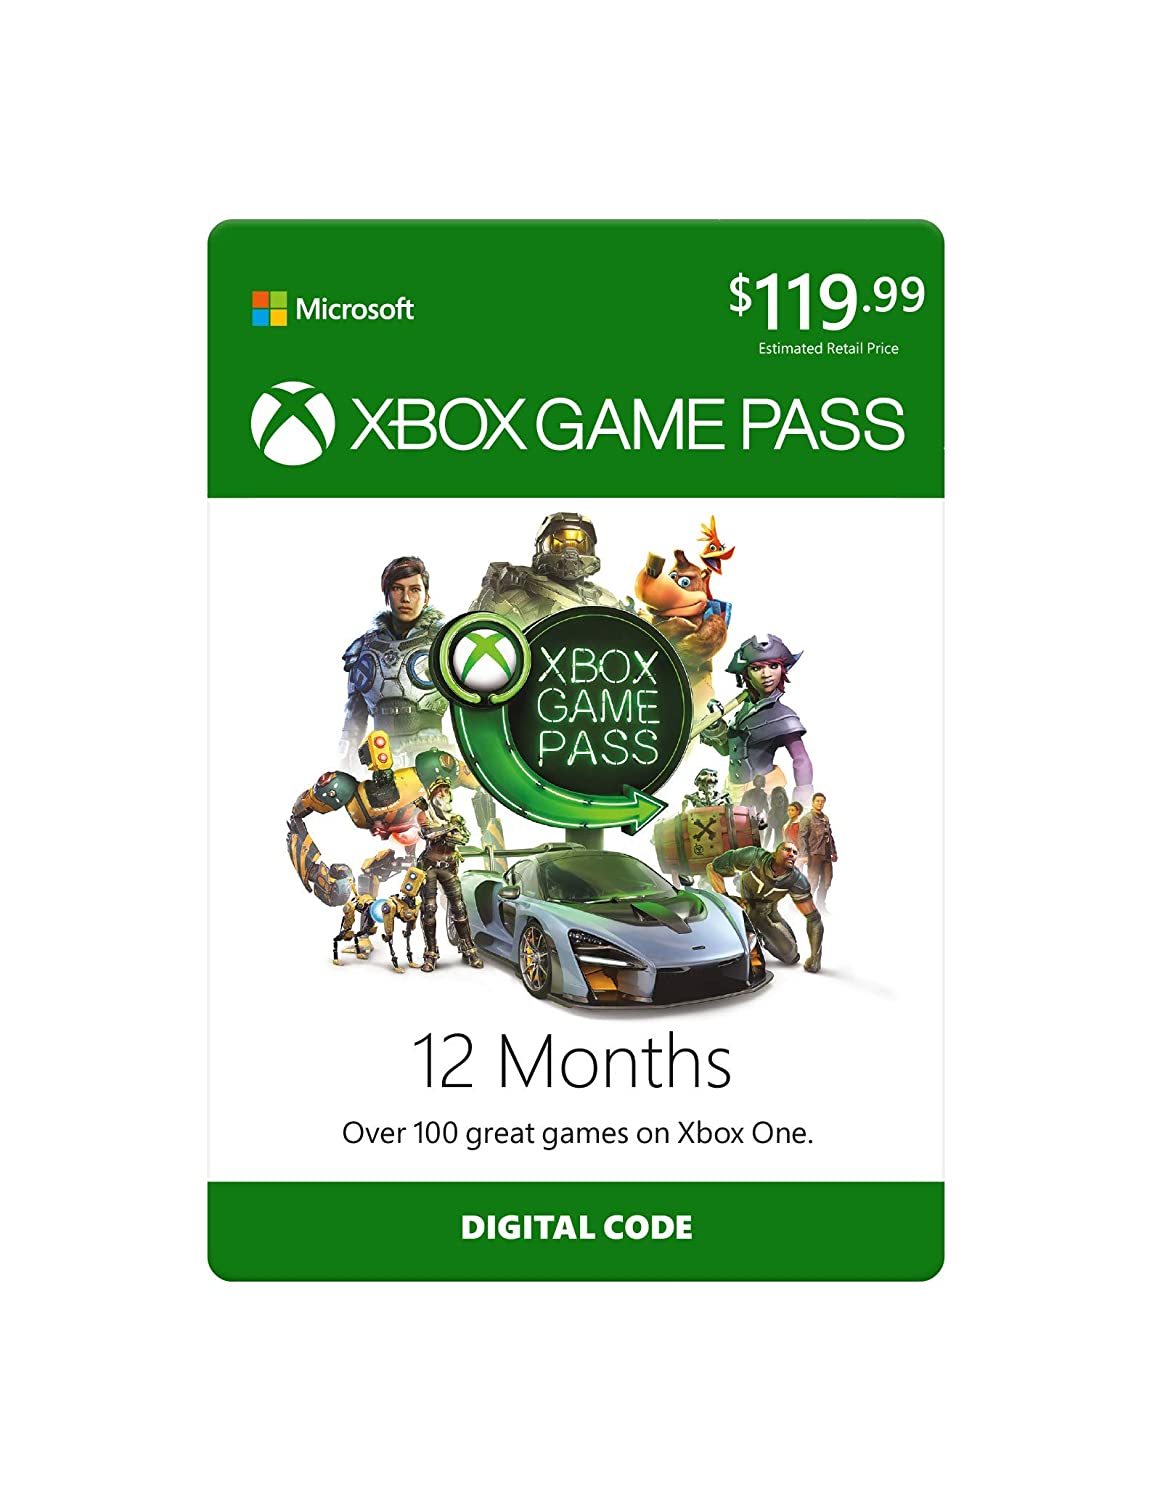 Microsoft
$119.99
Estimated Retail Price
XBOX GAME PASS
XBOX
GAME
PASS
12 Months
Over 100 great games on Xbox One.
DIGITAL CODE